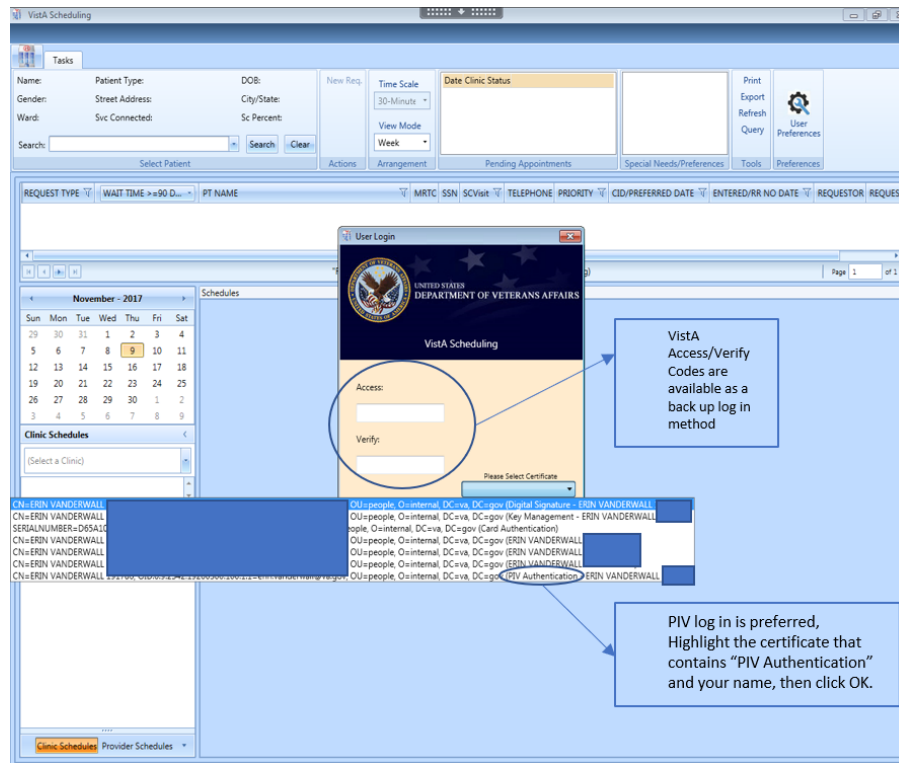 VistA Scheduling
Tasks
Name: Patient Type: DOB:
Gender: Street Address: City/State:
Ward: Svc Connected: Sc Percent:
Search: Search Clear
Select Patient
New Req.
Actions
Time Scale
30-Minute
View Mode
Week
Arrangement
Date Clinic Status
Pending Appointments
Special Needs/Preferences
Print
Export
Refresh
Query
Tools
User
Preferences
Preferences
REQUEST TYPE WAIT TIME >=90 D... PT NAME MRTC SSN SCVisit TELEPHONE PRIORITY CID/PREFERRED DATE ENTERED/RR NO DATE REQUESTOR REQUES
Page 1 of 1
November - 2017
Sun Mon Tue Wed Thu Fri Sat
29 30 31 1 2 3 4
5 6 7 8 9 10 11
12 13 14 15 16 17 18
19 20 21 22 23 24 25
26 27 28 29 30 1 2
3 4 5 6 7 8 9
Clinic Schedules
(Select a Clinic)
Schedules
User Login
UNITED STATES
DEPARTMENT OF VETERANS AFFAIRS
VistA Scheduling
Access:
Verify:
Please Select Certificate
VistA
Access/Verify
Codes are
available as a
back up log in
method
CN=ERIN VANDERWALL OU=people, O=internal, DC=va, DC=gov (Digital Signature - ERIN VANDERWALL
CN=ERIN VANDERWALL OU=people, O=internal, DC=va, DC=gov (Key Management - ERIN VANDERWALL
SERIALNUMBER=D65A10 eople, O=internal, DC=va, DC=gov (Card Authentication)
CN=ERIN VANDERWALL OU=people, O=internal, DC=va, DC=gov (ERIN VANDERWALL
CN=ERIN VANDERWALL OU=people, O=internal, DC=va, DC=gov (ERIN VANDERWALL
CN=ERIN VANDERWALL OU=people, O=internal, DC=va, DC=gov (ERIN VANDERWALL
CN=ERIN VANDERWALL OU=people, O=internal, DC=va, DC=gov (PIV Authentication - ERIN VANDERWALL
PIV log in is preferred,
Highlight the certificate that
contains “PIV Authentication”
and your name, then click OK.
Clinic Schedules Provider Schedules